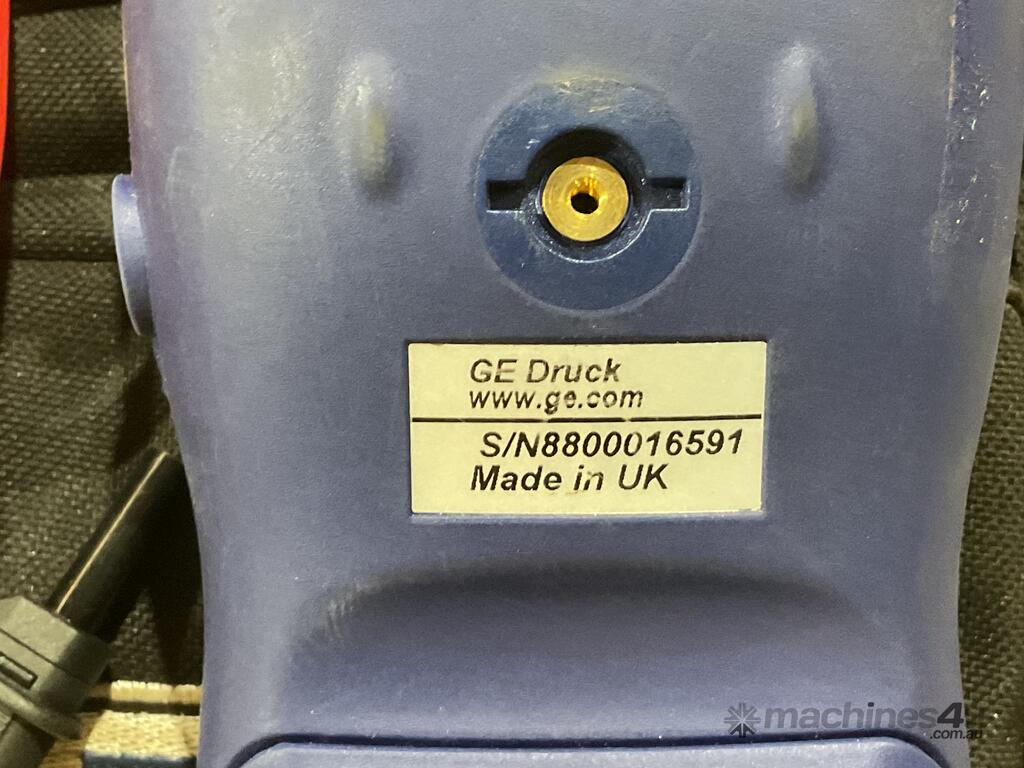 GE Druck
www.ge.com
S/N8800016591
Made in UK
machines4u
.com.au